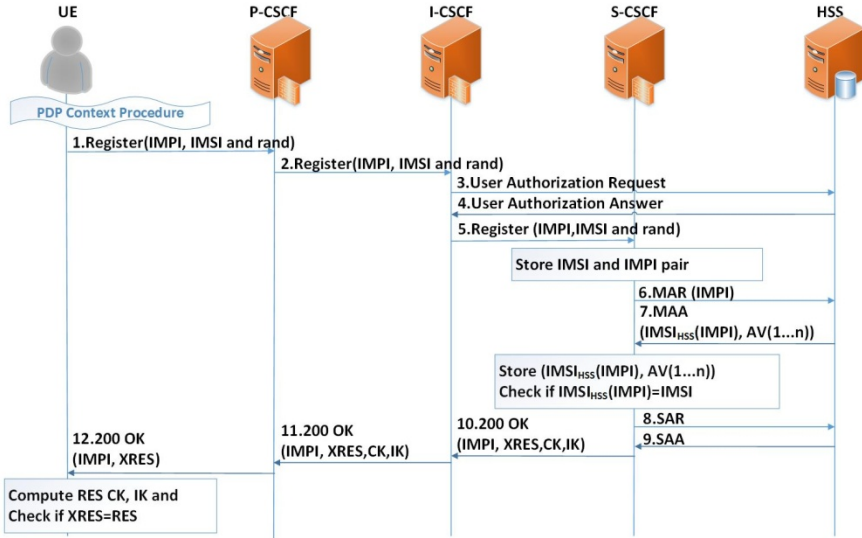 UE
P-CSCF
I-CSCF
S-CSCF
HSS
PDP Context Procedure
1.Register(IMPI, IMSI and rand)
2.Register(IMPI, IMSI and rand)
3.User Authorization Request
4.User Authorization Answer
5.Register (IMPI,IMSI and rand)
Store IMSI and IMPI pair
6.MAR (IMPI)
7.MAA
(IMSIHSS(IMPI), AV(1...n))
Store (IMSIHSS(IMPI), AV(1...n))
Check if IMSIHSS(IMPI)=IMSI
8.SAR
9.SAA
10.200 OK
(IMPI, XRES,CK,IK)
11.200 OK
(IMPI, XRES,CK,IK)
12.200 OK
(IMPI, XRES)
Compute RES CK, IK and
Check if XRES=RES